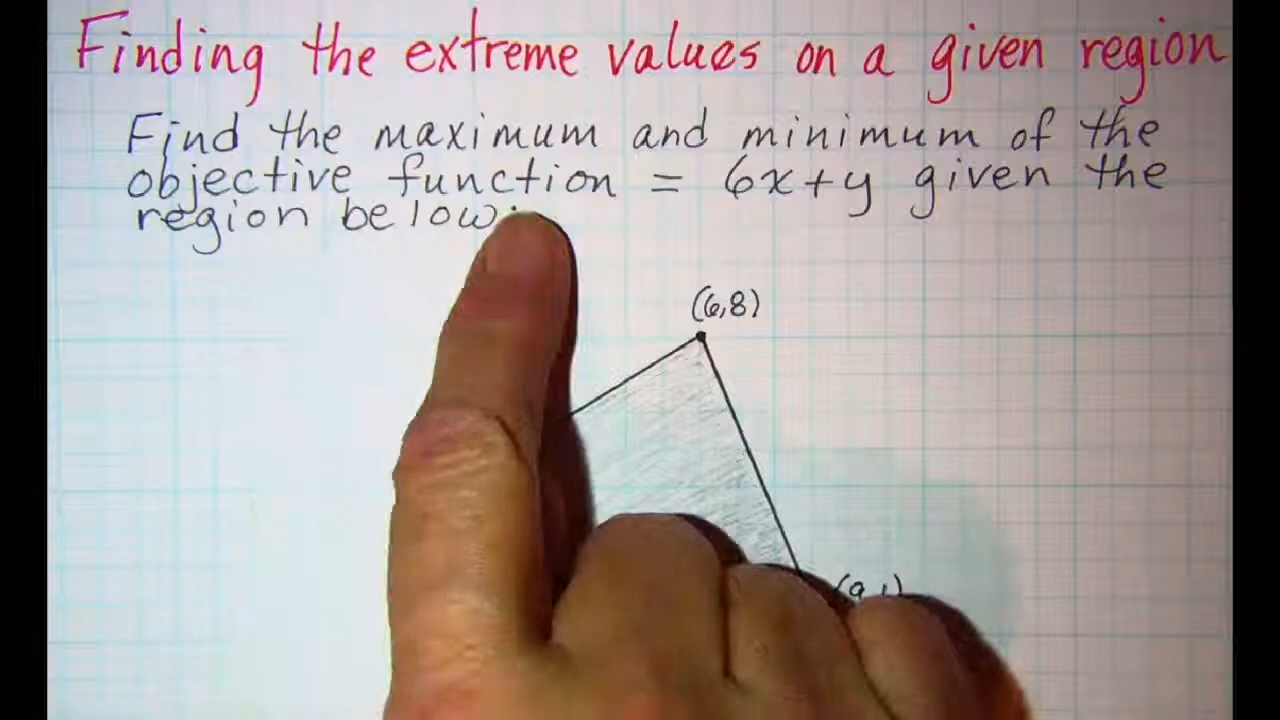 Finding the extreme values on a given region
Find the maximum and minimum of the
objective function = 6x+y given the
region below:
(6,8)